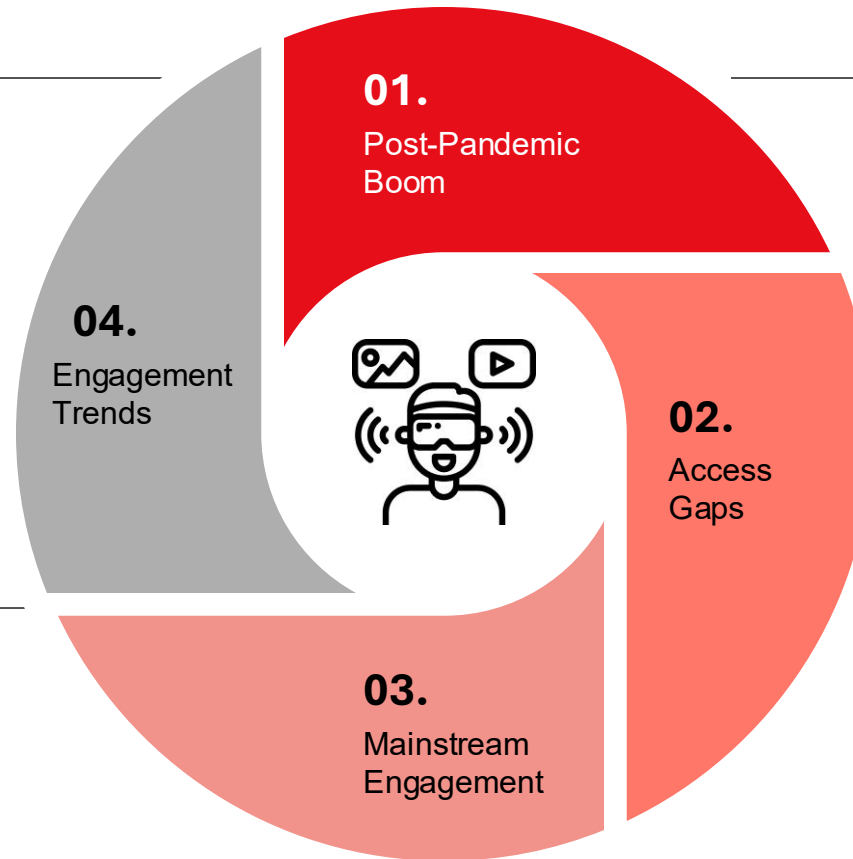 01.
Post-Pandemic
Boom
02.
Access
Gaps
03.
Mainstream
Engagement
04.
Engagement
Trends